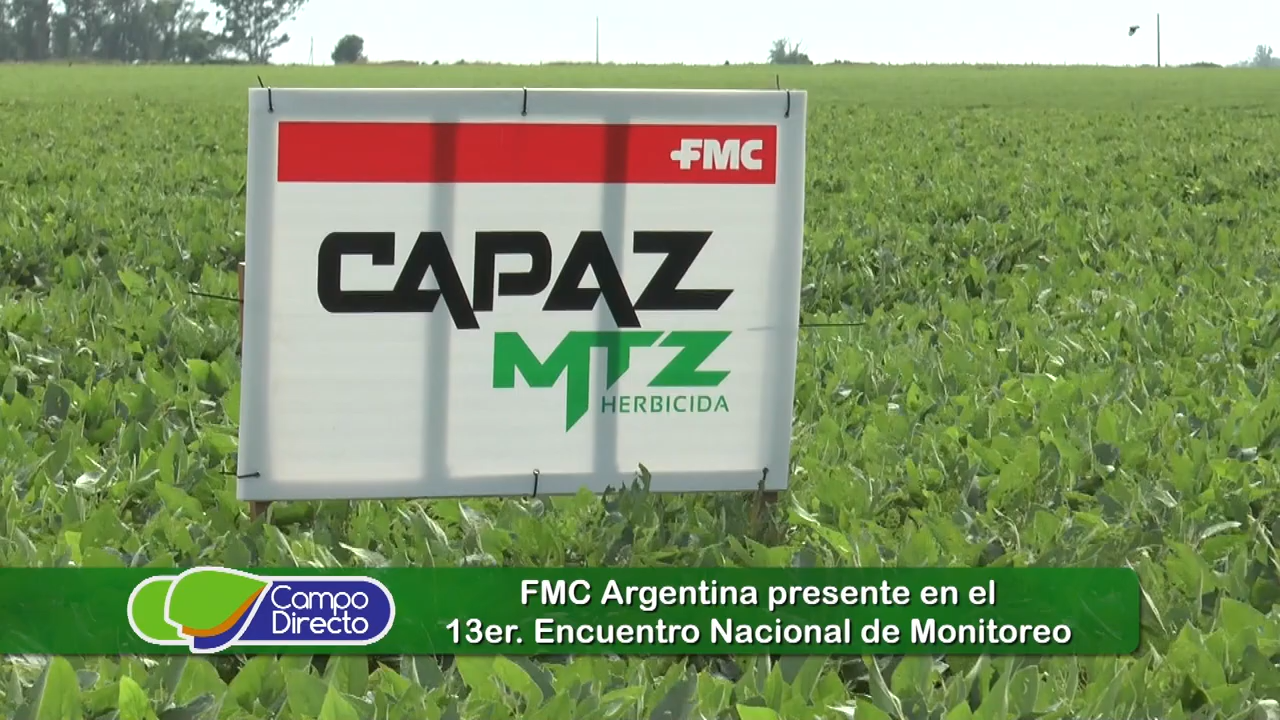 FMC
CAPAZ
MTZ
HERBICIDA
Campo
Directo
FMC Argentina presente en el
13er. Encuentro Nacional de Monitoreo